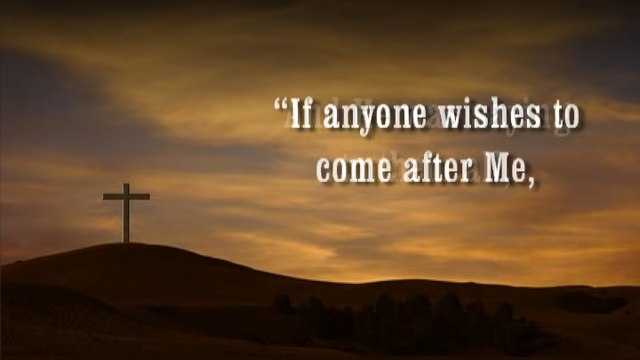 “If anyone wishes to
come after Me,